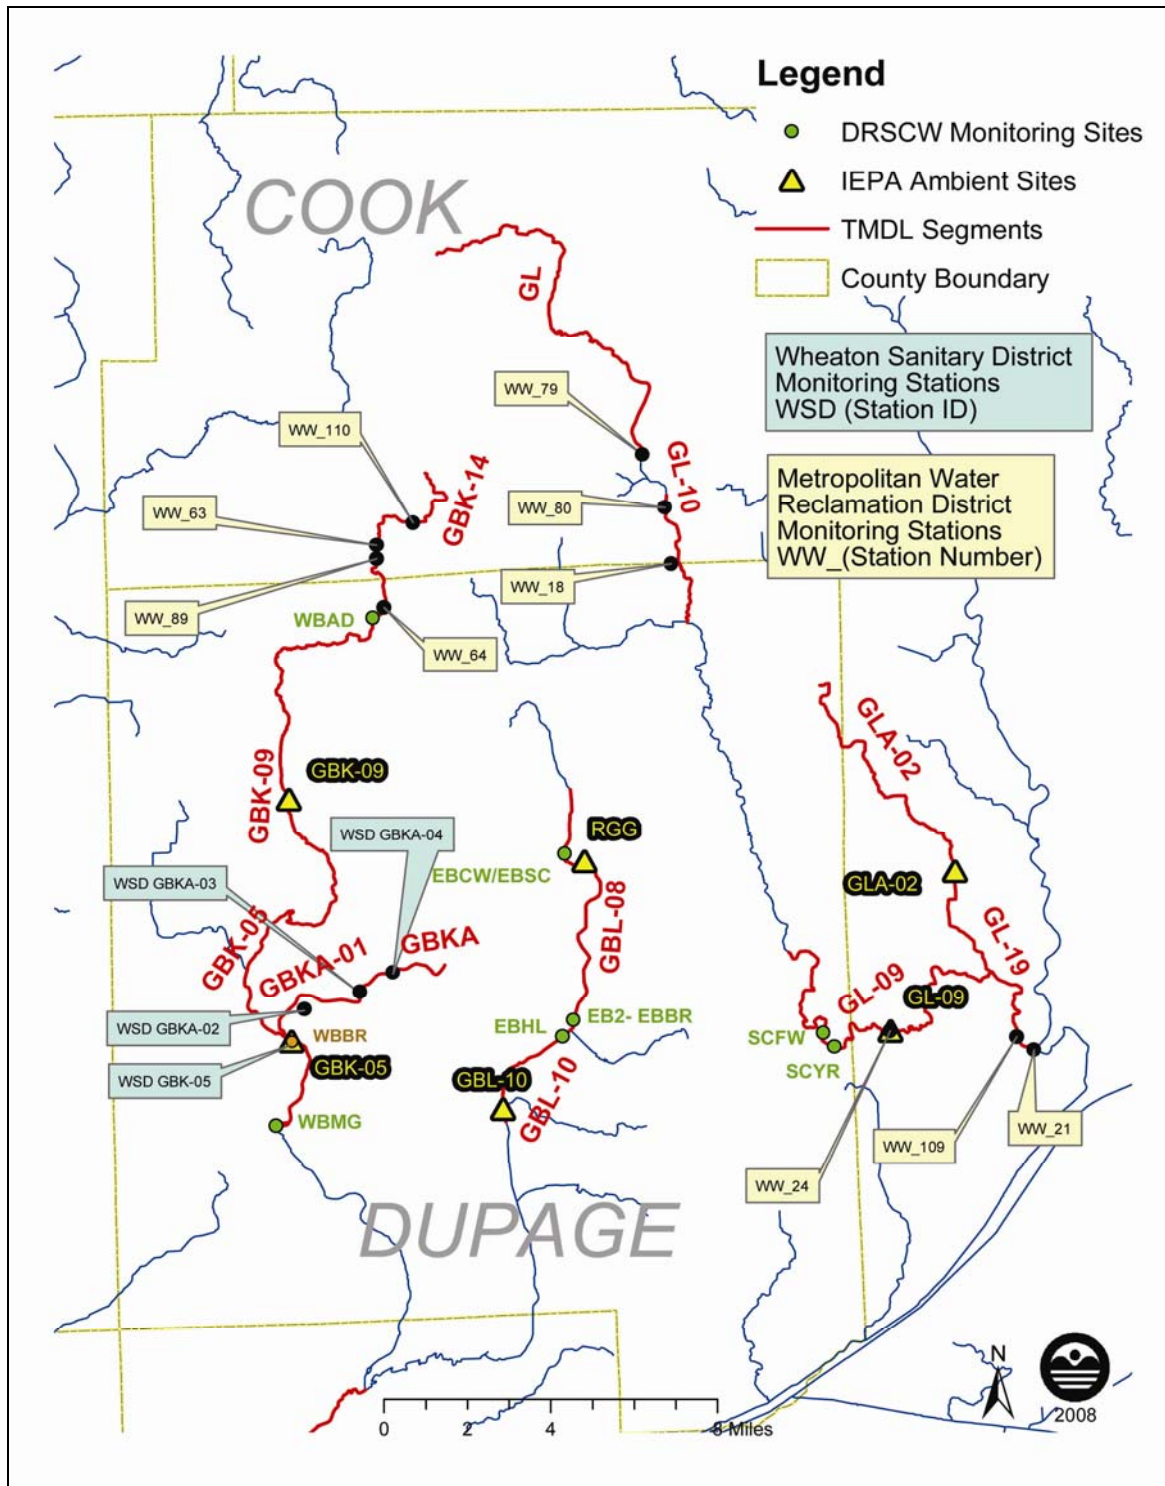 Legend
DRSCW Monitoring Sites
IEPA Ambient Sites
TMDL Segments
County Boundary
COOK
GL
Wheaton Sanitary District
Monitoring Stations
WSD (Station ID)
WW_79
WW_110
GL-10
GBK-14
Metropolitan Water
Reclamation District
Monitoring Stations
WW_(Station Number)
WW_63
WW_80
WW_18
WW_89
WBAD
WW_64
GLA-02
GBK-09
GBK-09
RGG
WSD GBKA-04
EBCW/EBSC
WSD GBKA-03
GLA-02
GBL-08
GBK-05
GBKA-01
GBKA
GL-19
GL-09
GL-09
WSD GBKA-02
WBBR
EBHL
EB2- EBBR
SCFW
SCYR
WSD GBK-05
GBK-05
GBL-10
GBL-10
WBMG
WW_21
WW_109
WW_24
DUPAGE
N
2008
0 2 4 8 Miles